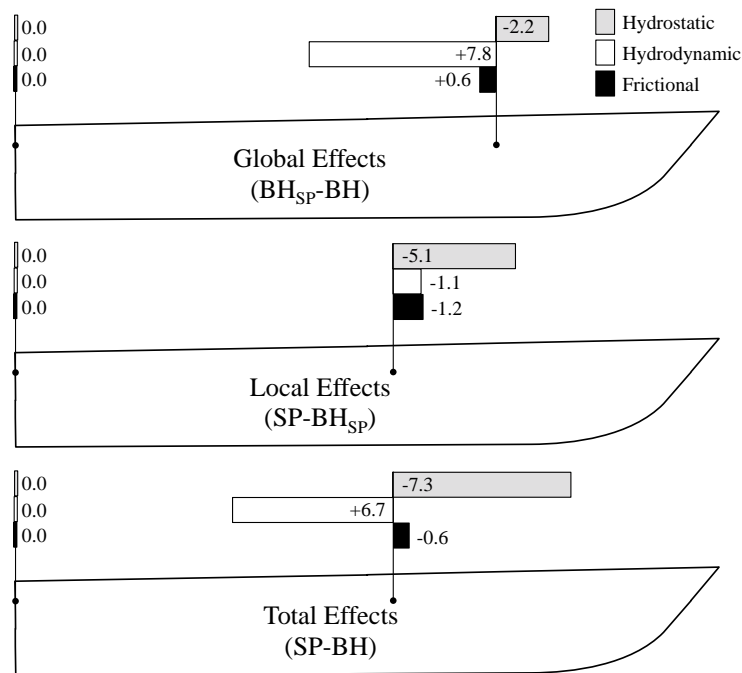 0.0
-2.2
Hydrostatic
0.0
+7.8
Hydrodynamic
0.0
+0.6
Frictional
Global Effects
(BH_SP-BH)
0.0
-5.1
0.0
-1.1
0.0
-1.2
Local Effects
(SP-BH_SP)
0.0
-7.3
0.0
+6.7
0.0
-0.6
Total Effects
(SP-BH)